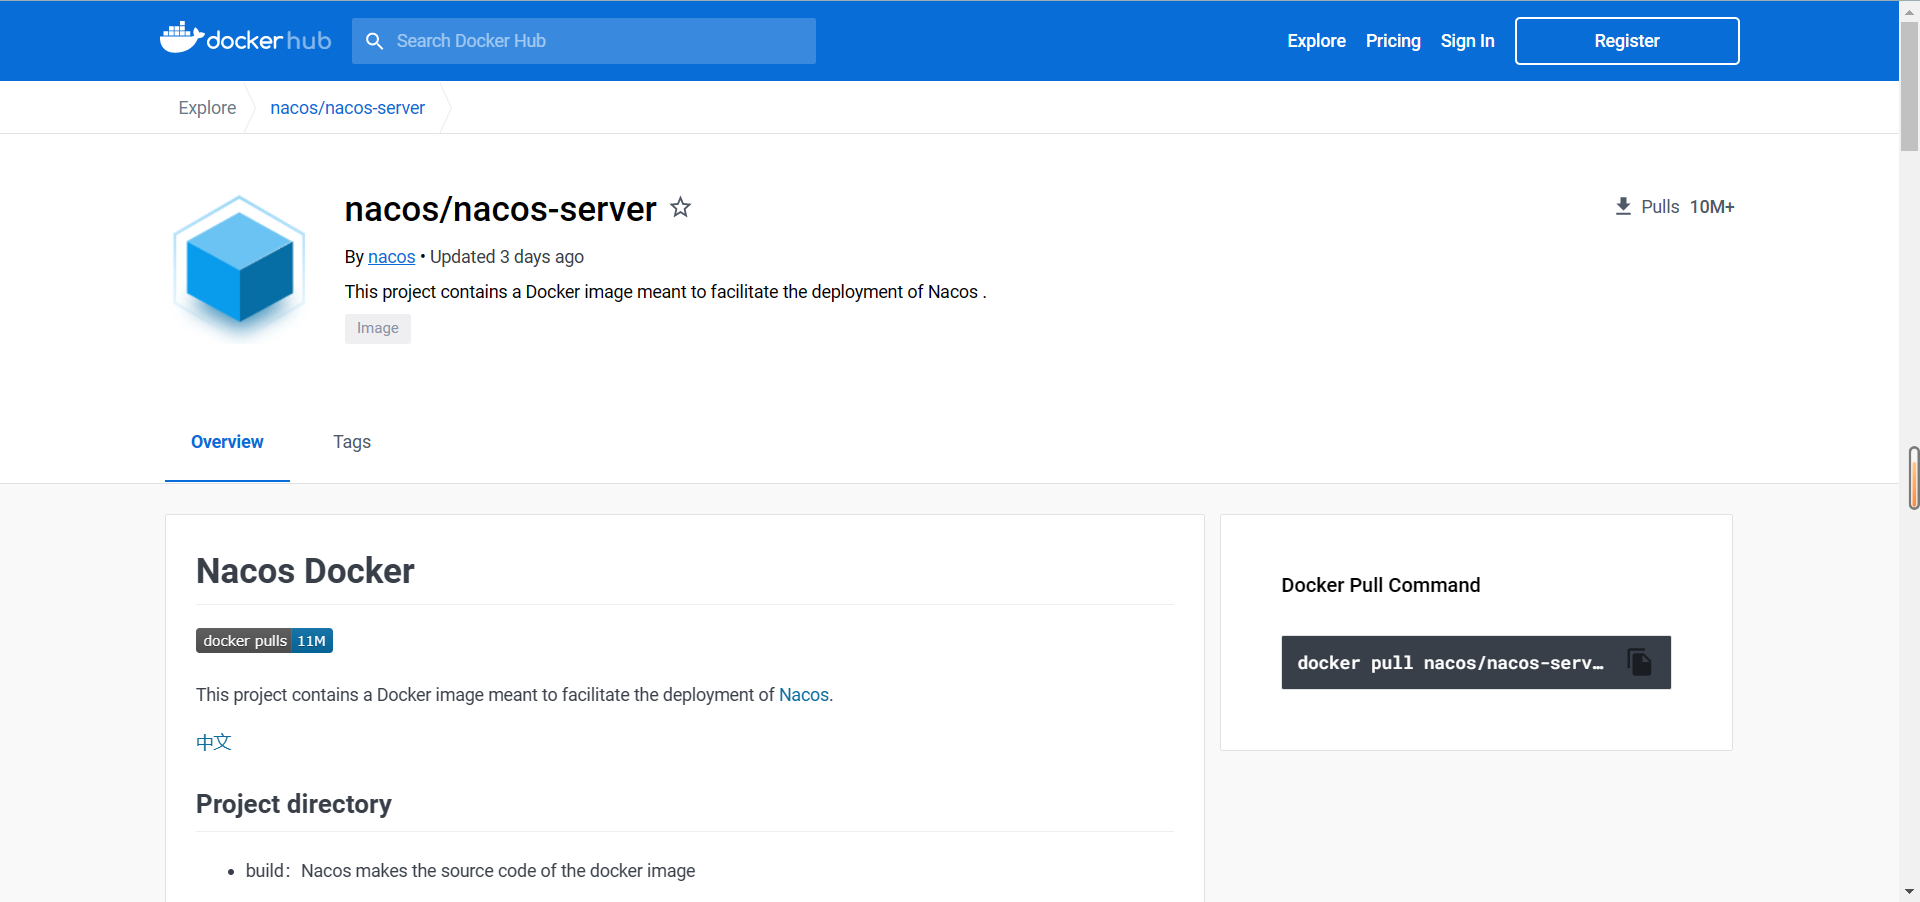 docker hub
Search Docker Hub
Explore
Pricing
Sign In
Register
Explore
nacos/nacos-server
nacos/nacos-server
Pulls 10M+
By nacos • Updated 3 days ago
This project contains a Docker image meant to facilitate the deployment of Nacos .
Image
Overview
Tags
Nacos Docker
docker pulls 11M
This project contains a Docker image meant to facilitate the deployment of Nacos.
中文
Project directory
• build：Nacos makes the source code of the docker image
Docker Pull Command
docker pull nacos/nacos-serv…